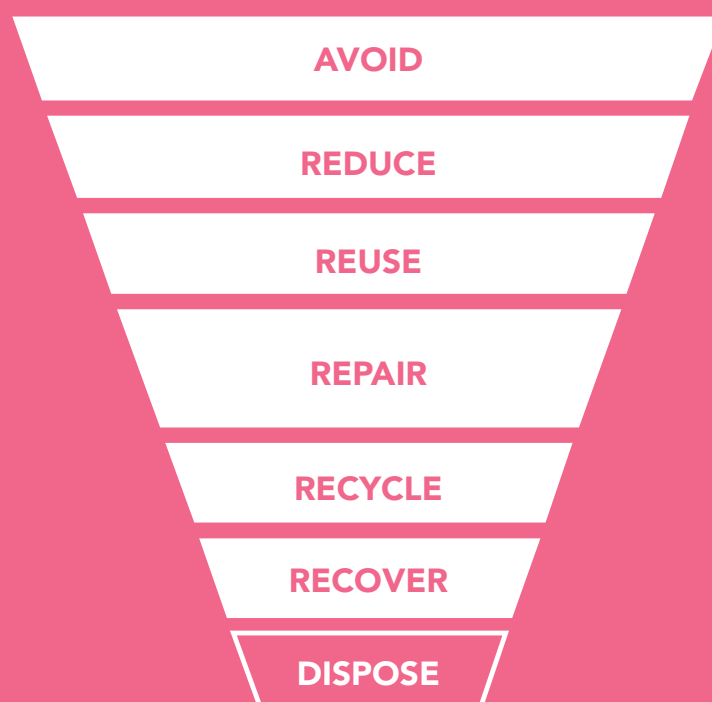 AVOID
REDUCE
REUSE
REPAIR
RECYCLE
RECOVER
DISPOSE